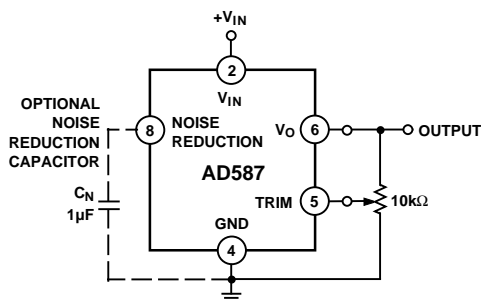 +VIN
2
VIN
OPTIONAL
NOISE
REDUCTION
CAPACITOR
8
NOISE
REDUCTION
VO
6
OUTPUT
AD587
CN
1µF
TRIM
5
10kΩ
GND
4